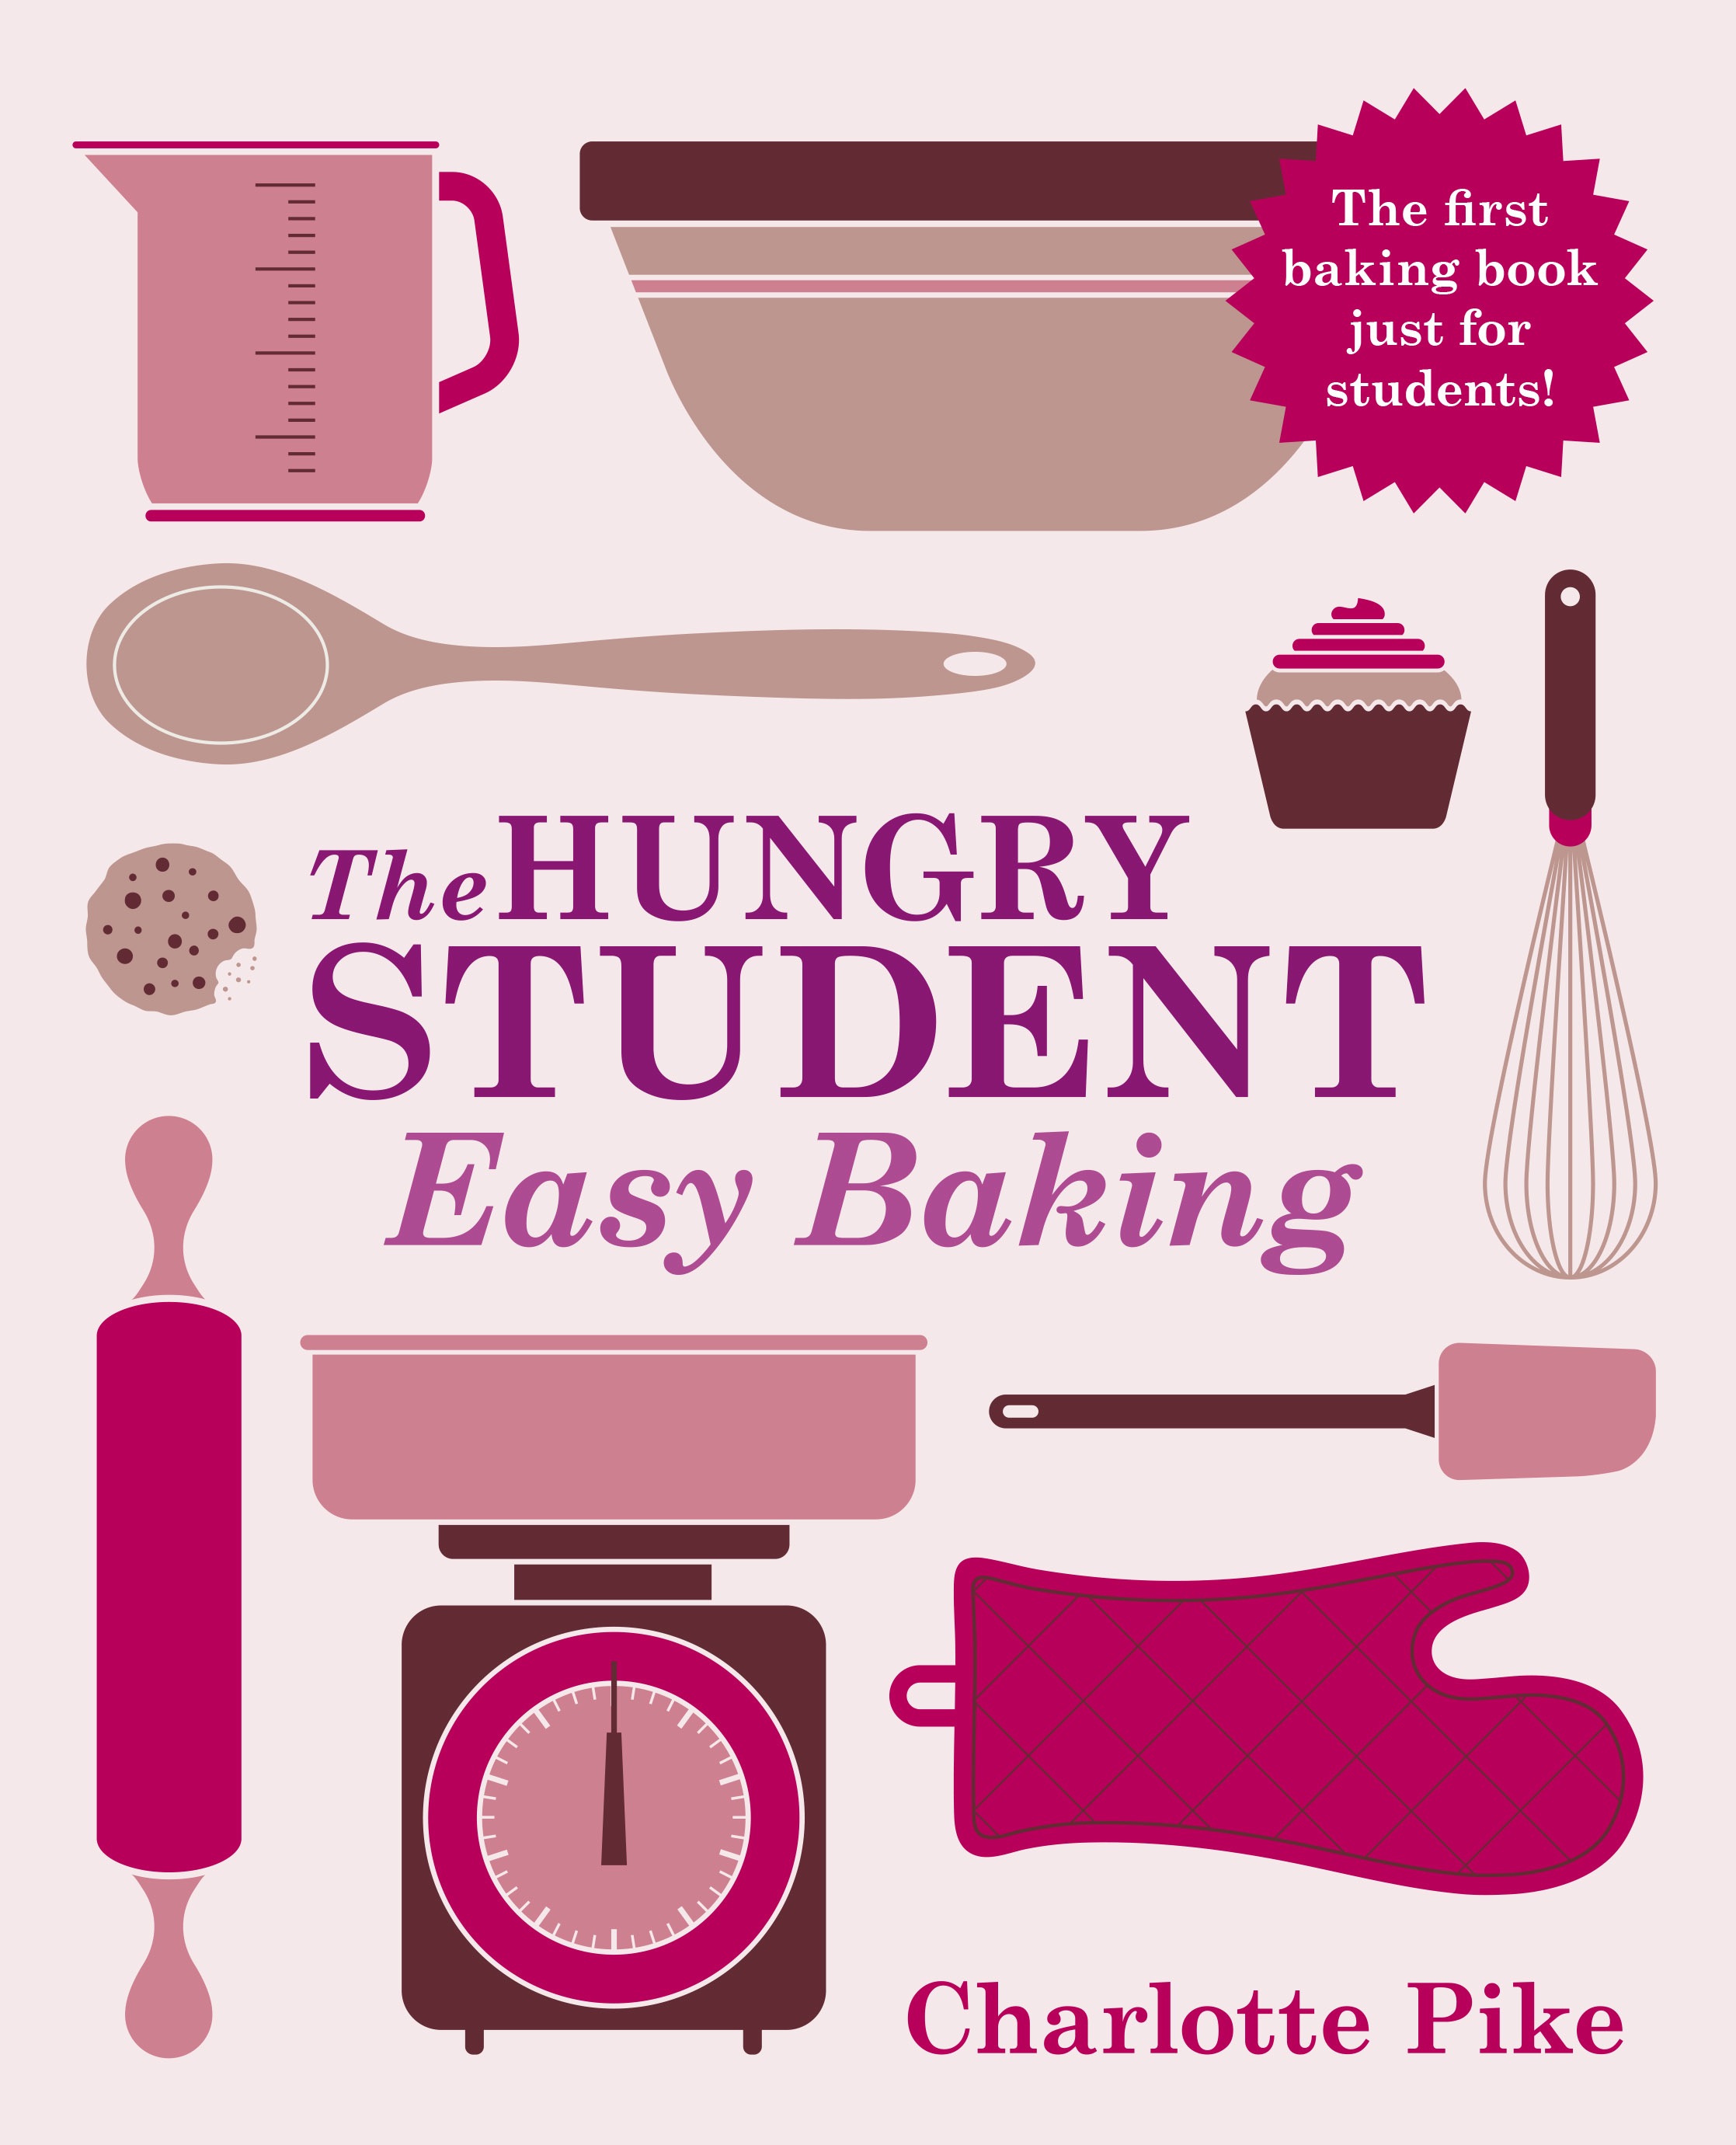 The first
baking book
just for
students!
The HUNGRY
STUDENT
Easy Baking
Charlotte Pike